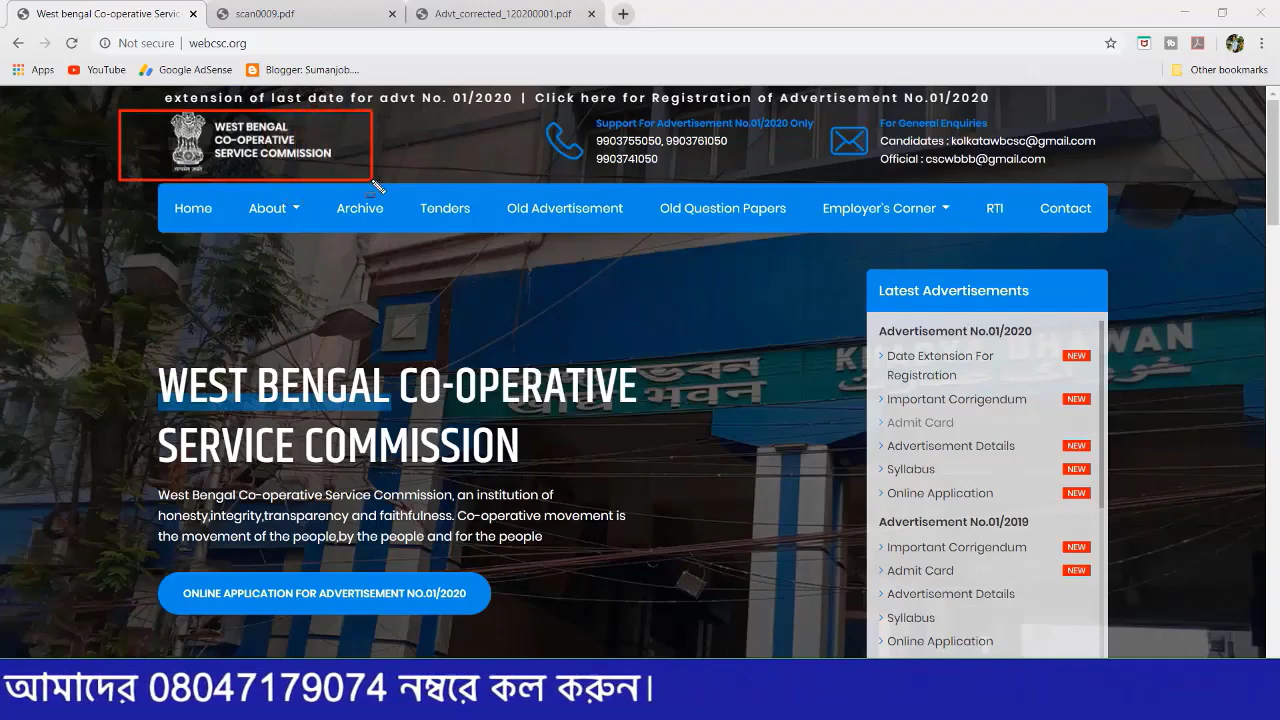 West bengal Co-operative Servic
scan0009.pdf
Advt_corrected_120200001.pdf
Not secure | webcsc.org
Apps
YouTube
Google AdSense
Blogger: Sumanjob....
Other bookmarks
extension of last date for advt No. 01/2020 | Click here for Registration of Advertisement No.01/2020
WEST BENGAL
CO-OPERATIVE
SERVICE COMMISSION
Support For Advertisement No.01/2020 Only
9903755050, 9903761050
9903741050
For General Enquiries
Candidates : kolkatawbcsc@gmail.com
Official : cscwbbb@gmail.com
Home About Archive Tenders Old Advertisement Old Question Papers Employer's Corner RTI Contact
WEST BENGAL CO-OPERATIVE
SERVICE COMMISSION
West Bengal Co-operative Service Commission, an institution of
honesty,integrity,transparency and faithfulness. Co-operative movement is
the movement of the people,by the people and for the people
ONLINE APPLICATION FOR ADVERTISEMENT NO.01/2020
Latest Advertisements
Advertisement No.01/2020
Date Extension For NEW
Registration
Important Corrigendum NEW
Admit Card
Advertisement Details NEW
Syllabus NEW
Online Application NEW
Advertisement No.01/2019
Important Corrigendum NEW
Admit Card NEW
Advertisement Details
Syllabus
Online Application
আমাদের 08047179074 নম্বরে কল করুন।